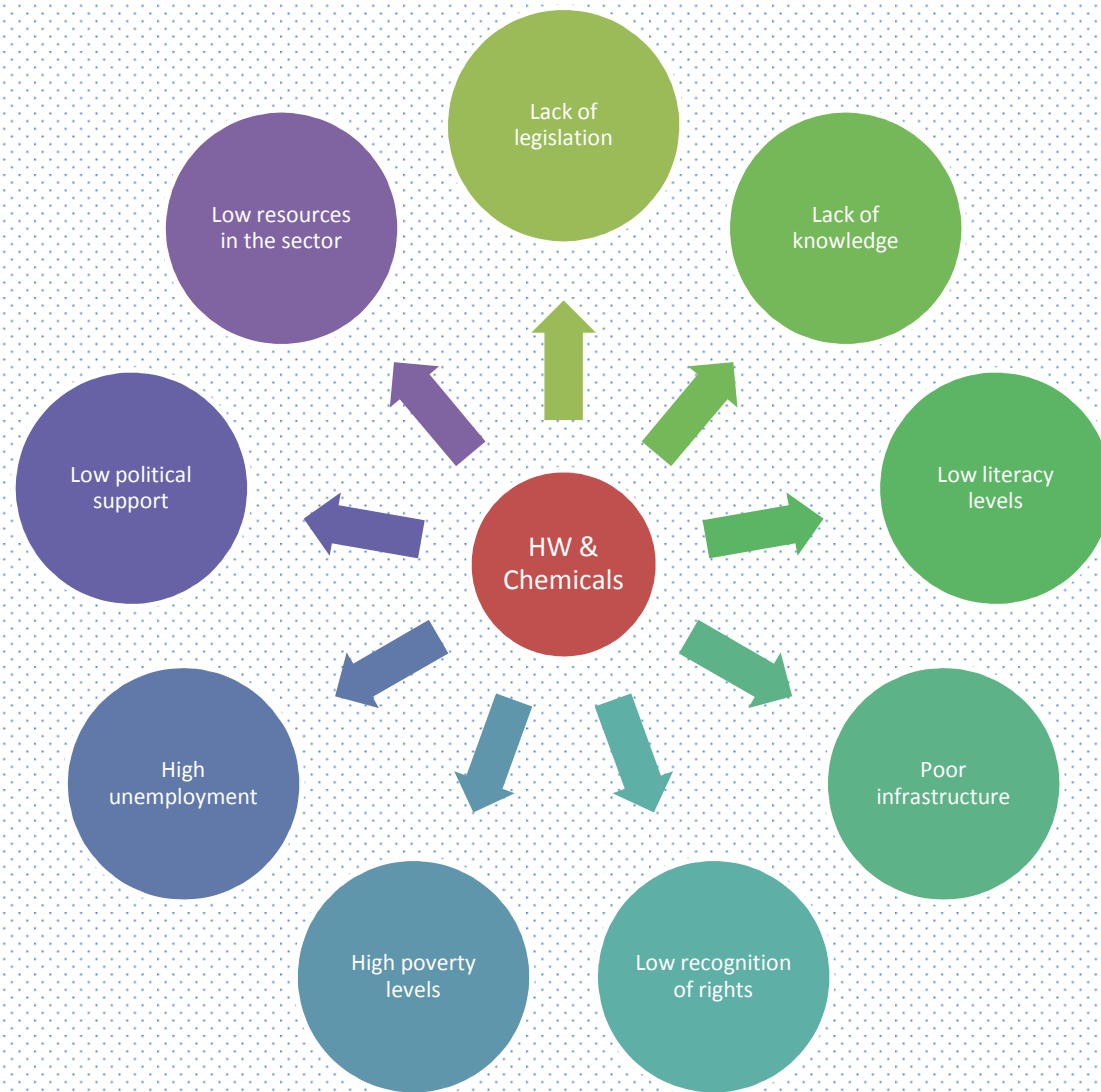 Lack of
legislation
Lack of
knowledge
Low literacy
levels
Poor
infrastructure
Low recognition
of rights
High poverty
levels
High
unemployment
Low political
support
Low resources
in the sector
HW &
Chemicals